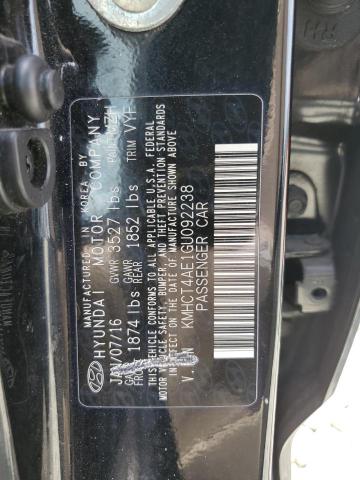 MANUFACTURED IN KOREA BY
HYUNDAI MOTOR COMPANY
JAN/07/16 GVWR 3527 lbs
1874 lbs GAWR REAR 1852 lbs TRIM VYF
THIS VEHICLE CONFORMS TO ALL APPLICABLE U.S.A. FEDERAL
MOTOR VEHICLE SAFETY, BUMPER, AND THEFT PREVENTION
STANDARDS IN EFFECT ON THE DATE OF MANUFACTURE SHOWN ABOVE.
KMHCT4AE1GU092238
PASSENGER CAR